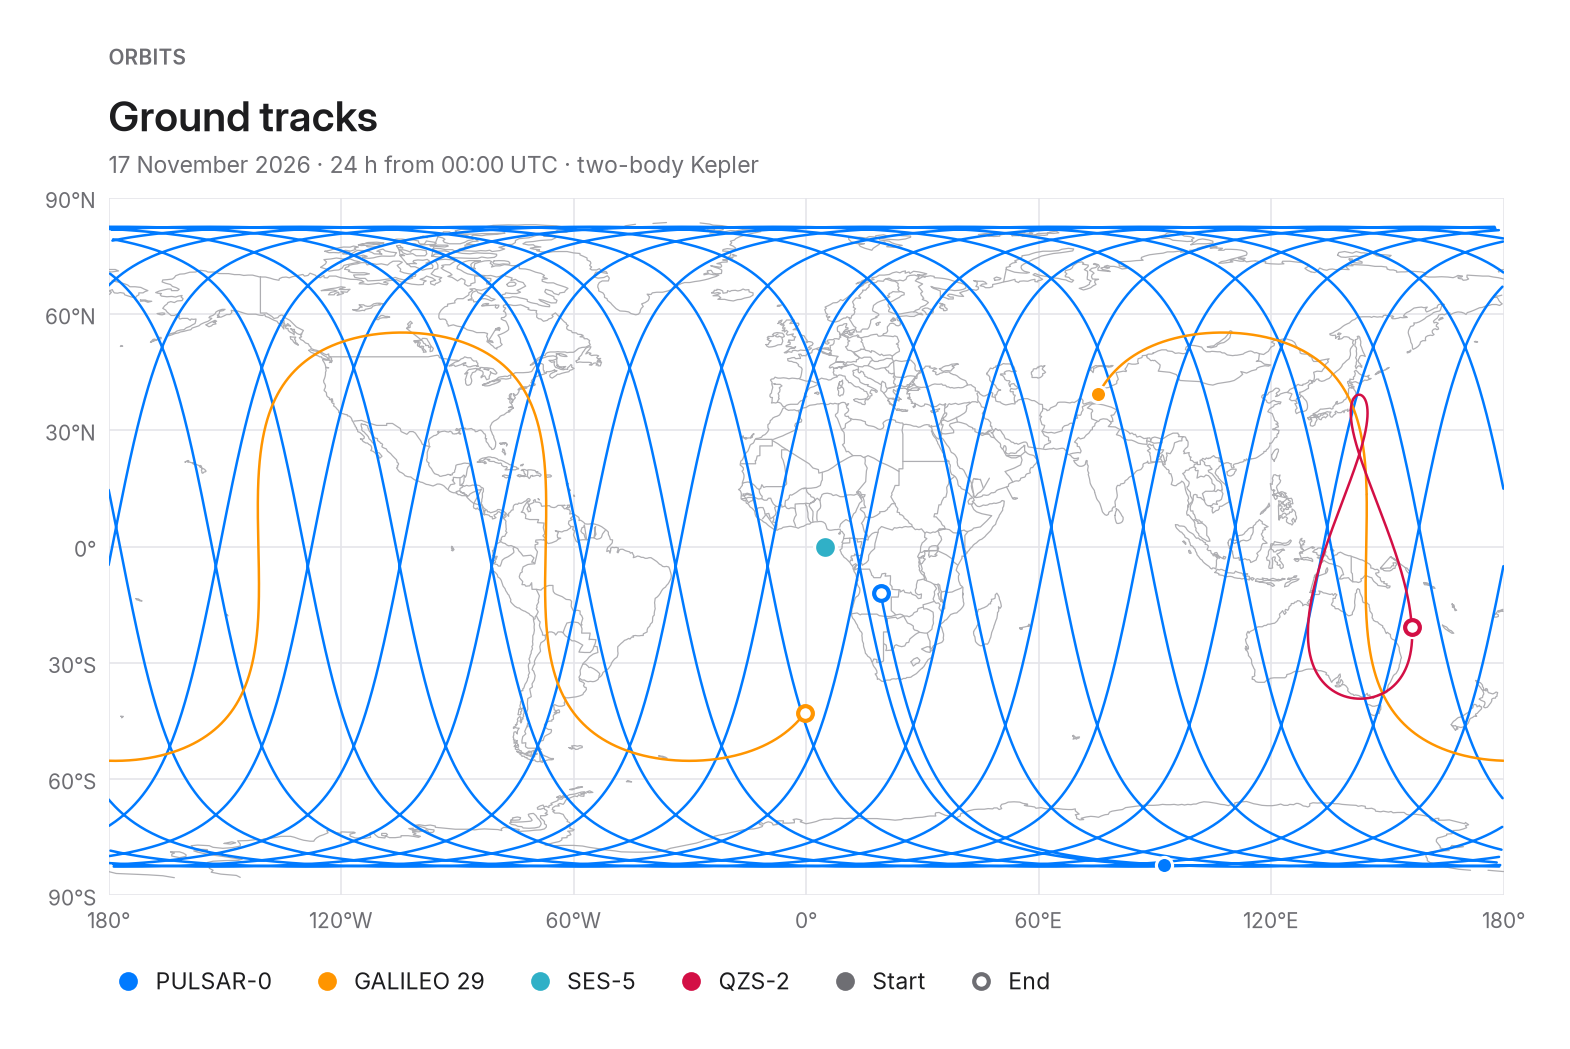 ORBITS
Ground tracks
17 November 2026 · 24 h from 00:00 UTC · two-body Kepler
90°N
60°N
30°N
0°
30°S
60°S
90°S
180° 120°W 60°W 0° 60°E 120°E 180°
PULSAR-0 GALILEO 29 SES-5 QZS-2 Start End